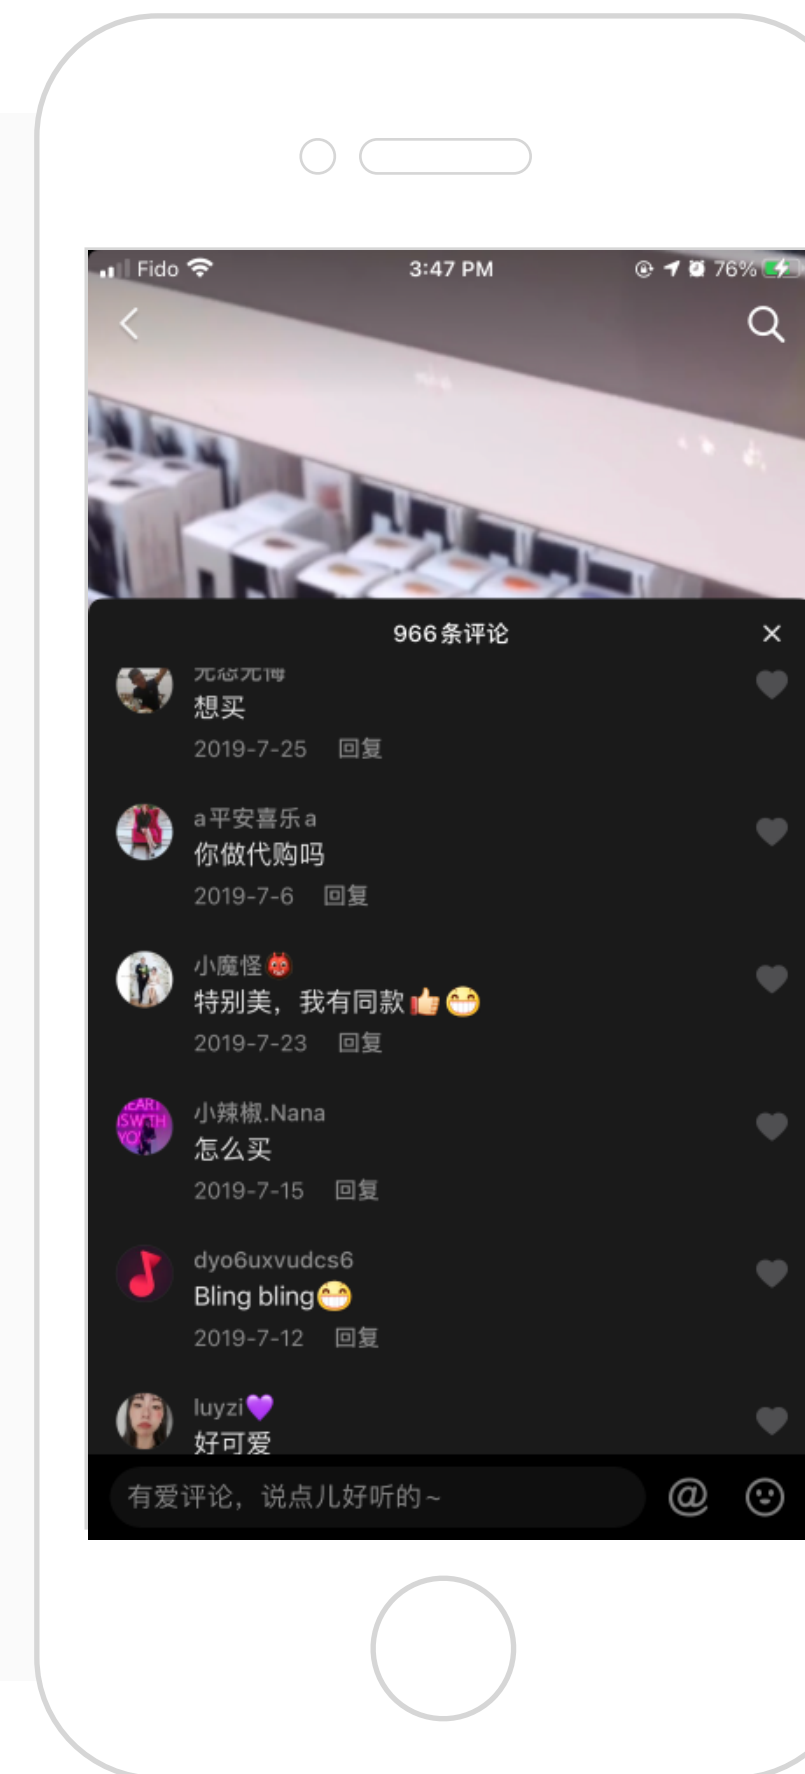 Fido
3:47 PM
76%
966条评论
想买
2019-7-25 回复
a平安喜乐a
你做代购吗
2019-7-6 回复
小魔怪👹
特别美，我有同款👍😁
2019-7-23 回复
小辣椒.Nana
怎么买
2019-7-15 回复
dyo6uxvudcs6
Bling bling😁
2019-7-12 回复
luyzi💜
好可爱
有爱评论，说点儿好听的~
@